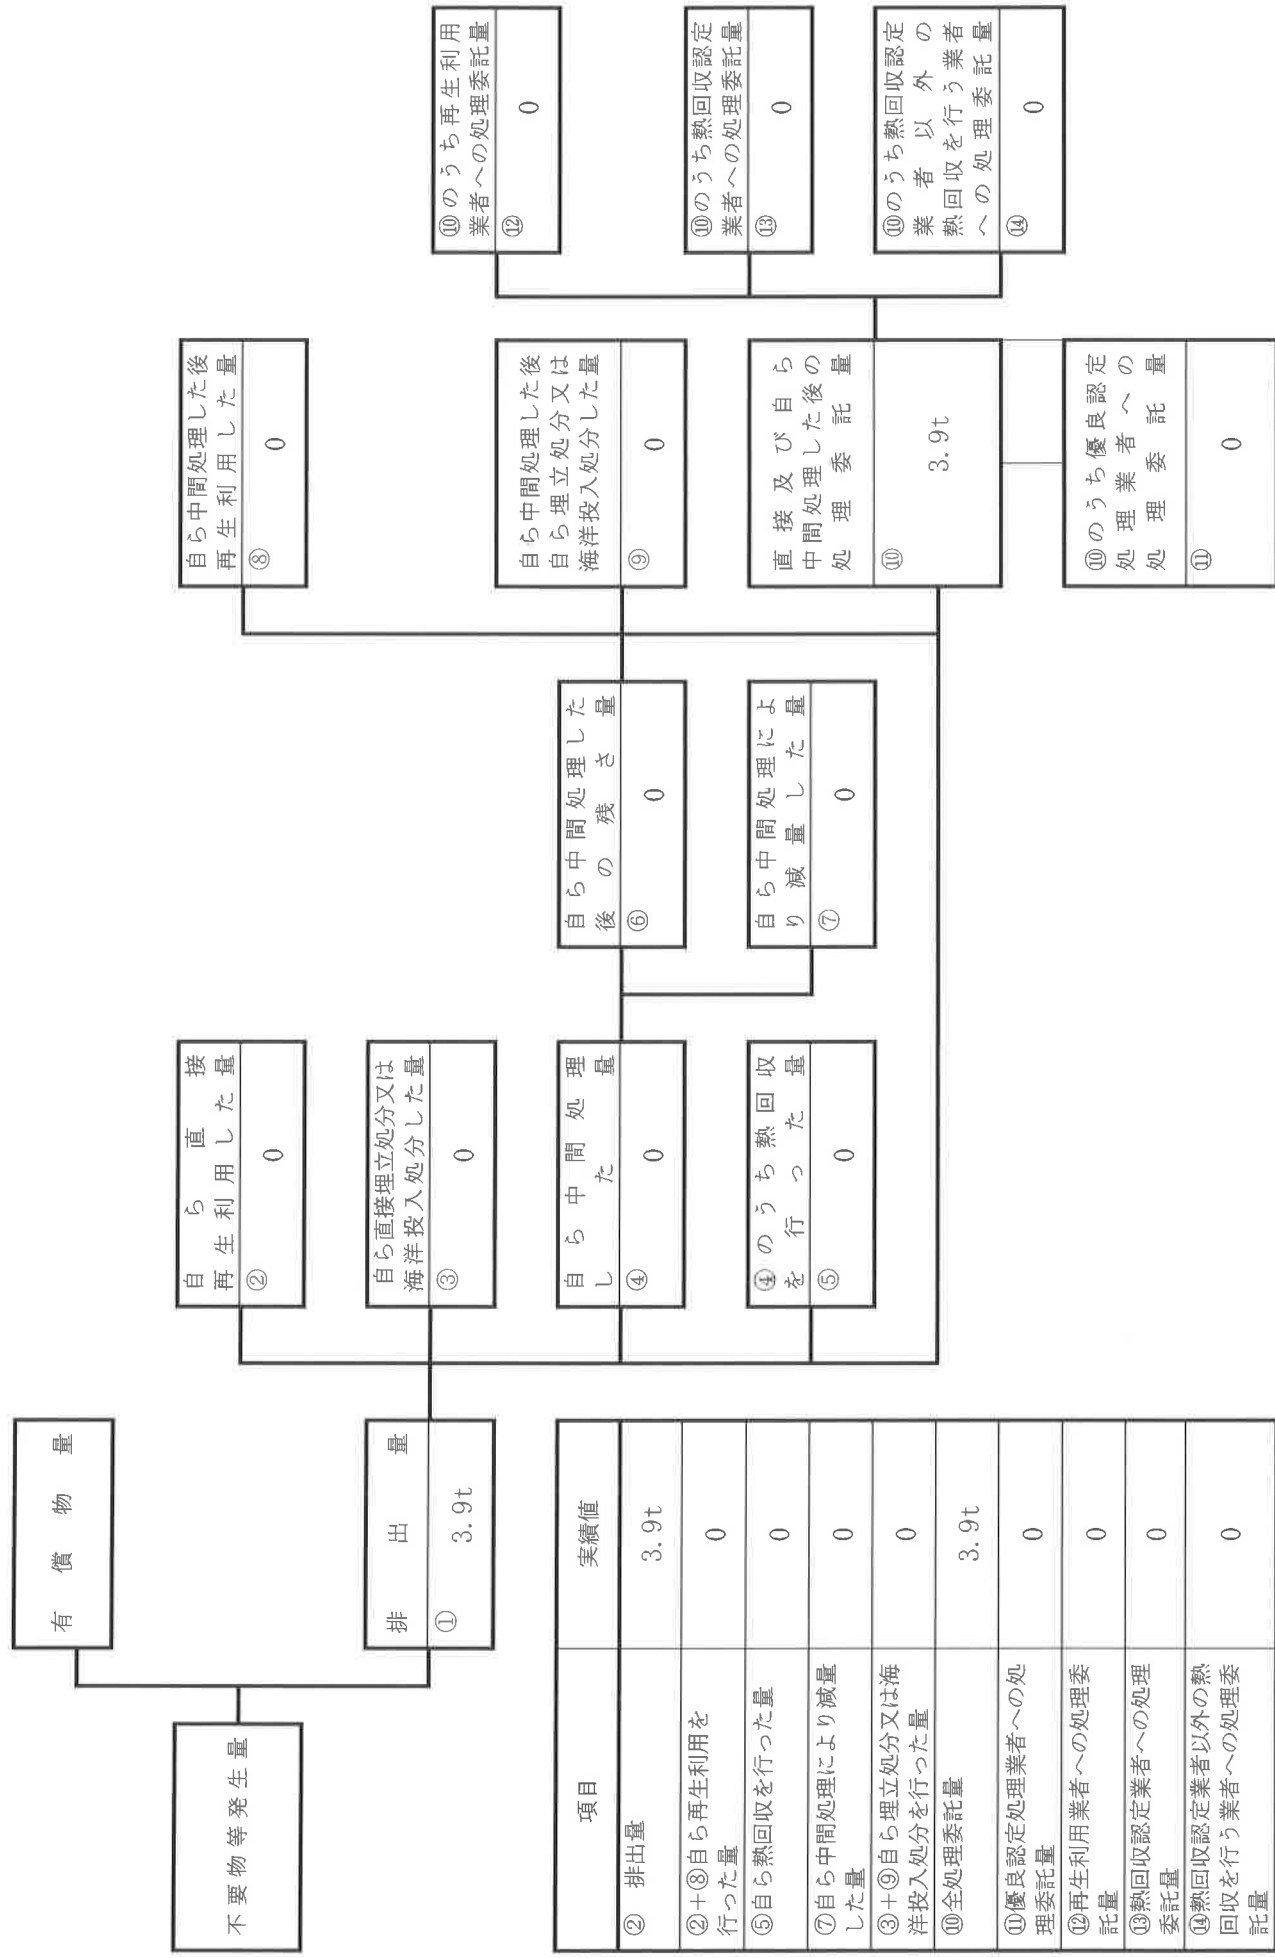 不要物等発生量
有償物量
排出量
①
3.9t
自ら直接
再生利用した量
②
0
自ら直接埋立処分又は
海洋投入処分した量
③
0
自ら中間処理
した量
④
0
④のうち熱回収
を行った量
⑤
0
自ら中間処理した
後の残さ量
⑥
0
自ら中間処理によ
り減量した量
⑦
0
自ら中間処理した後
再生利用した量
⑧
0
自ら中間処理した後
自ら埋立処分又は
海洋投入処分した量
⑨
0
直接及び自ら
中間処理した後の
処理委託量
⑩
3.9t
⑩のうち優良認定
処理業者への
処理委託量
⑪
0
⑩のうち再生利用
業者への処理委託量
⑫
0
⑩のうち熱回収認定
業者への処理委託量
⑬
0
⑩のうち熱回収認定
業者以外の
熱回収を行う業者
への処理委託量
⑭
0
項目 実績値
② 排出量 3.9t
②+⑧自ら再生利用を
行った量 0
⑤自ら熱回収を行った量 0
⑦自ら中間処理により減量
した量 0
③+⑨自ら埋立処分又は海
洋投入処分を行った量 0
⑩全処理委託量 3.9t
⑪優良認定処理業者への処
理委託量 0
⑫再生利用業者への処理委
託量 0
⑬熱回収認定業者への処理
委託量 0
⑭熱回収認定業者以外の熱
回収を行う業者への処理委
託量 0